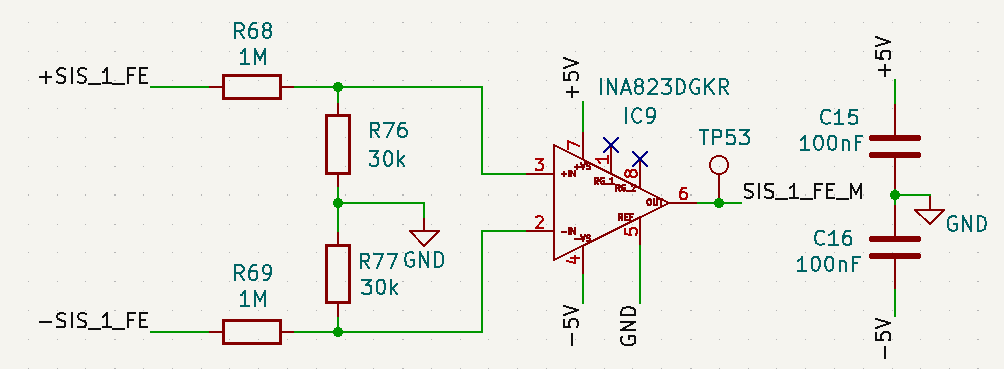 R68
1M
+SIS_1_FE
R76
30k
R77
30k
GND
R69
1M
-SIS_1_FE
+5V
INA823DGKR
IC9
7
1
8
3
+IN
+VS
RG_1
RG_2
OUT
6
2
-IN
-VS
REF
4
5
-5V
GND
TP53
SIS_1_FE_M
+5V
C15
100nF
GND
C16
100nF
-5V